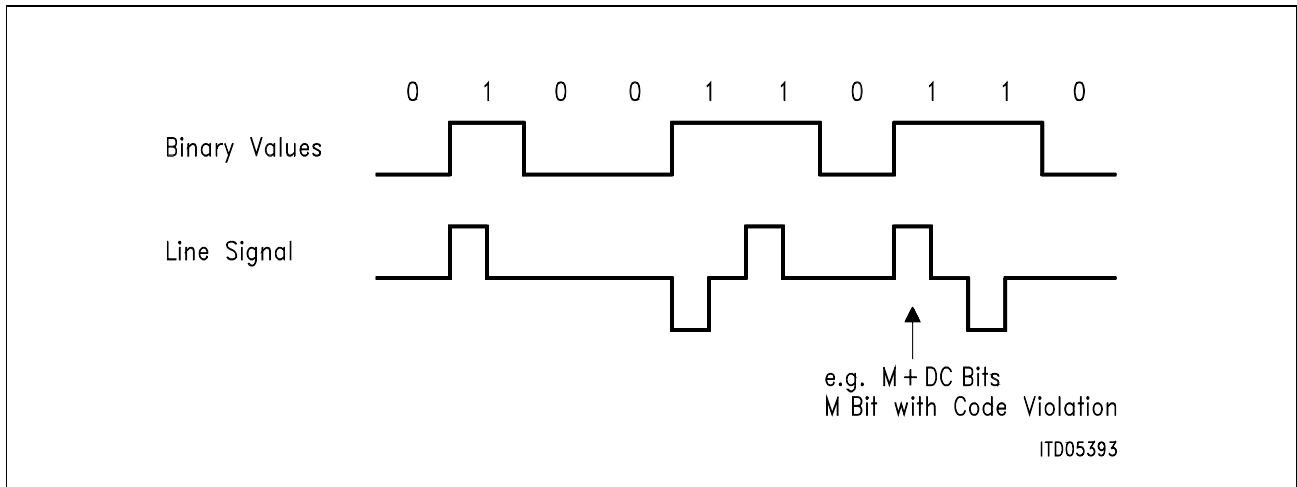 0 1 0 0 1 1 0 1 1 0
Binary Values
Line Signal
e.g. M + DC Bits
M Bit with Code Violation
ITD05393